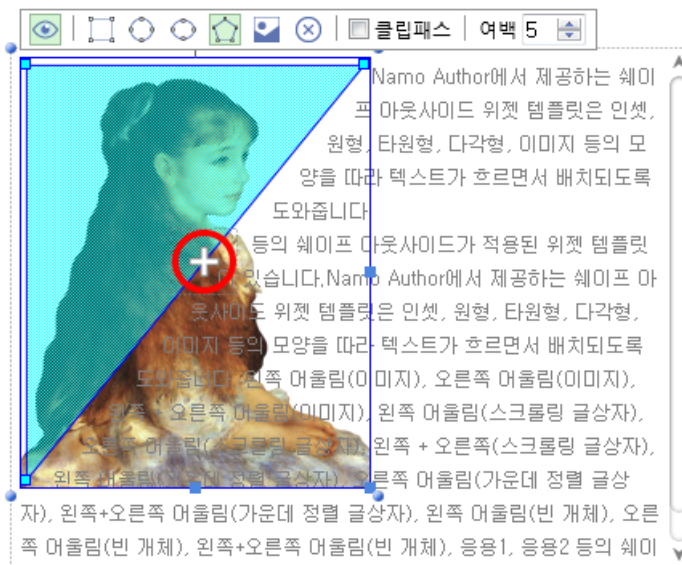 클립패스 여백 5
Namo Author에서 제공하는 쉐이
프 아웃사이드 위젯 템플릿은 인셋,
원형, 타원형, 다각형, 이미지 등의 모
양을 따라 텍스트가 흐르면서 배치되도록
도와줍니다
등의 쉐이프 아웃사이드가 적용된 위젯 템플릿
있습니다,Namo Author에서 제공하는 쉐이프 아
웃사이드 위젯 템플릿은 인셋, 원형, 타원형, 다각형,
이미지 등의 모양을 따라 텍스트가 흐르면서 배치되도록
도와줍니다 왼쪽 어울림(이미지), 오른쪽 어울림(이미지),
왼쪽 + 오른쪽 어울림(이미지), 왼쪽 어울림(스크롤링 글상자),
오른쪽 어울림(스크롤링 글상자), 왼쪽 + 오른쪽(스크롤링 글상자),
왼쪽 어울림(가운데 정렬 글상자), 오른쪽 어울림(가운데 정렬 글상
자), 왼쪽+오른쪽 어울림(가운데 정렬 글상자), 왼쪽 어울림(빈 개체), 오른
쪽 어울림(빈 개체), 왼쪽+오른쪽 어울림(빈 개체), 응용1, 응용2 등의 쉐이